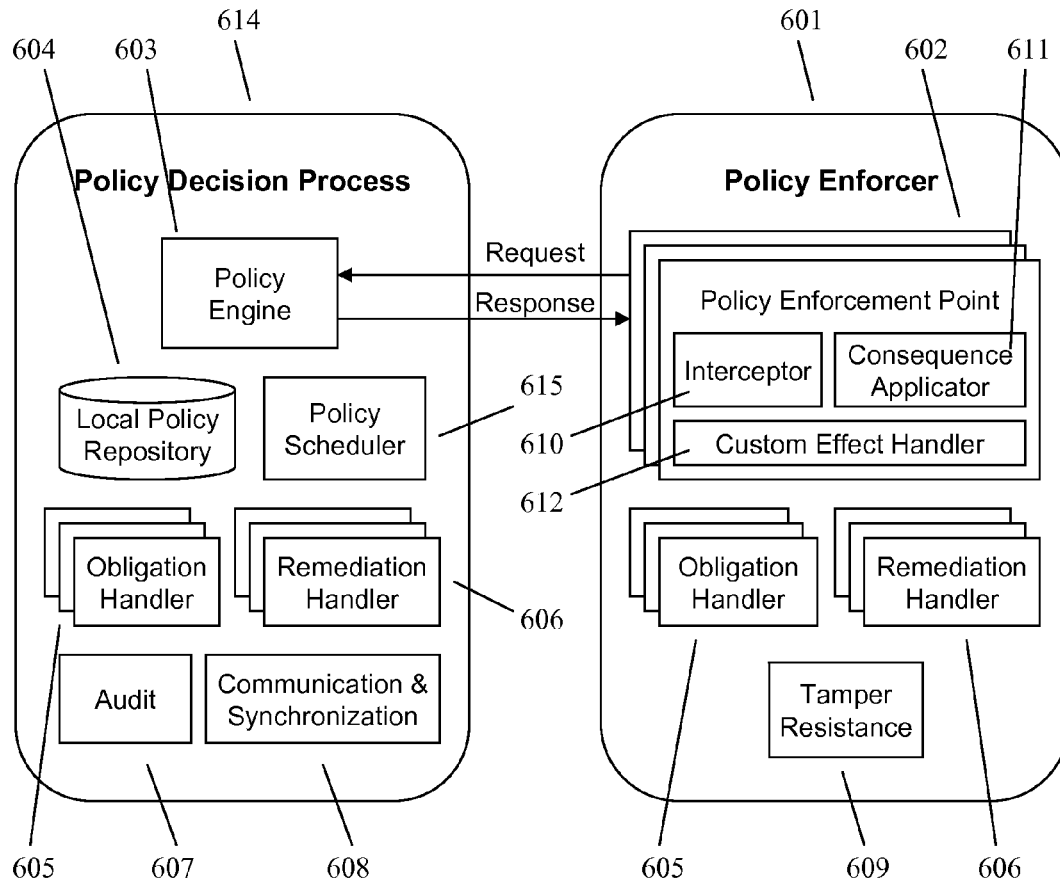 614
601
604
603
602
611
Policy Decision Process
Policy Enforcer
Policy
Engine
Request
Response
Policy Enforcement Point
Interceptor
Consequence
Applicator
Custom Effect Handler
Local Policy
Repository
Policy
Scheduler
615
610
612
Obligation
Handler
Remediation
Handler
606
Obligation
Handler
Remediation
Handler
Audit
Communication &
Synchronization
Tamper
Resistance
605
607
608
605
609
606